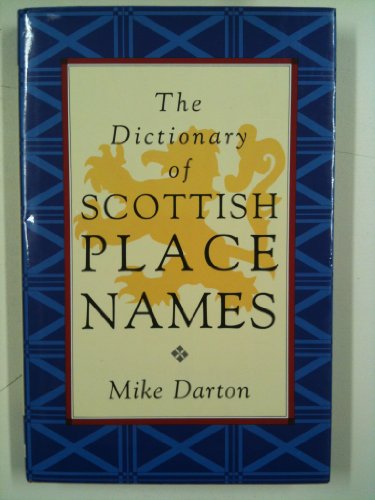 The
Dictionary
of
SCOTTISH
PLACE
NAMES
Mike Darton